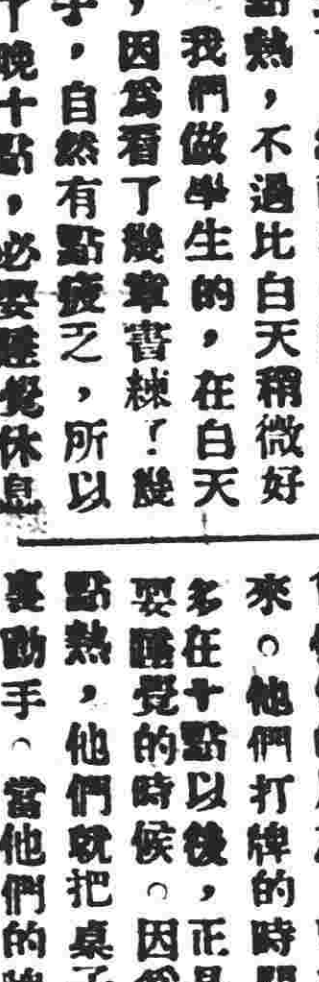 點熱，不過比白天稍微好
我們做學生的，在白天
，因爲看了幾章書
，自然有點疲乏，所以
晚十點，必要睡覺休息
來。他們打牌的時
多在十點以後，正
要睡覺的時候。因
點熱，他們就把桌子
裏動手。當他們的